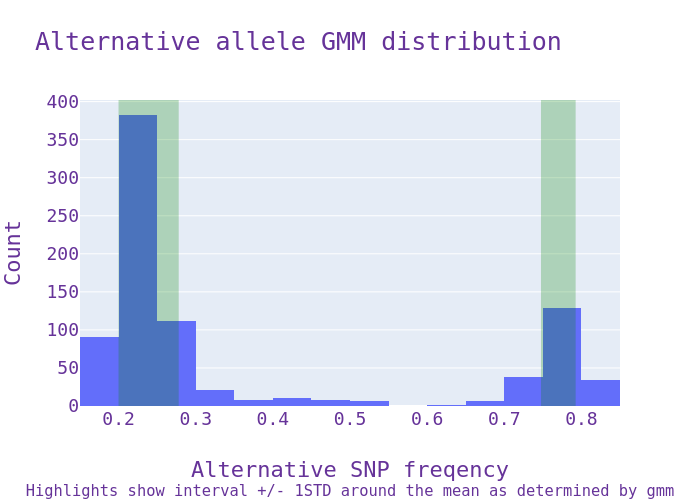 Alternative allele GMM distribution
400
350
300
250
200
150
100
50
0
Count
0.2 0.3 0.4 0.5 0.6 0.7 0.8
Alternative SNP freqency
Highlights show interval +/- 1STD around the mean as determined by gmm